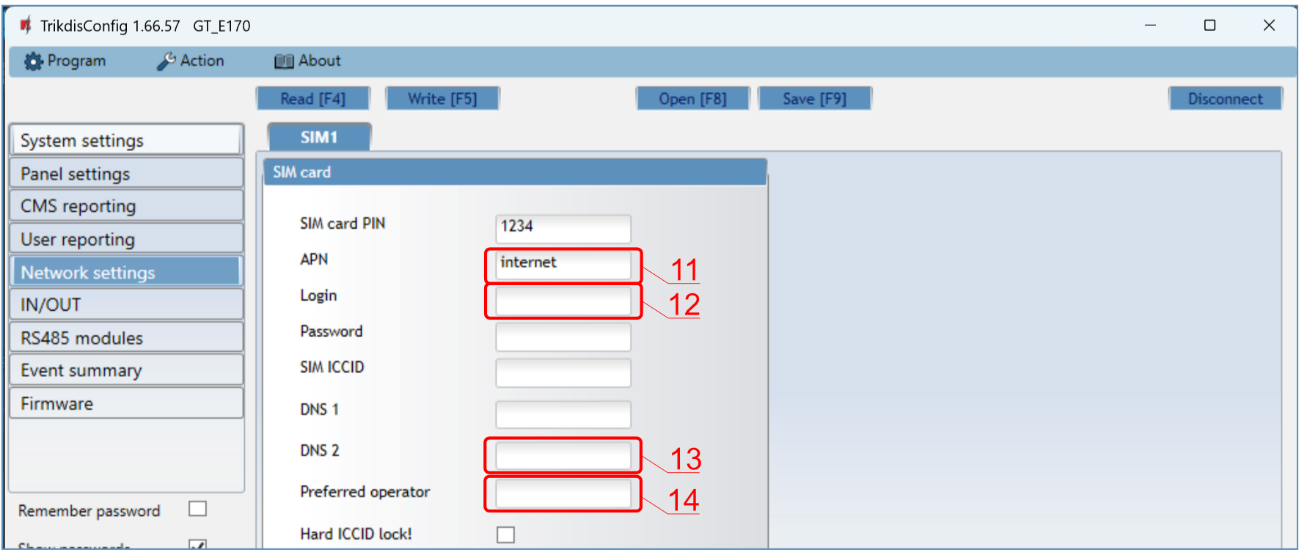 TrikdisConfig 1.66.57 GT_E170
Program Action About
Read [F4] Write [F5] Open [F8] Save [F9] Disconnect
System settings
Panel settings
CMS reporting
User reporting
Network settings
IN/OUT
RS485 modules
Event summary
Firmware
Remember password
Show passwords
SIM1
SIM card
SIM card PIN 1234
APN internet 11
Login 12
Password
SIM ICCID
DNS 1
DNS 2 13
Preferred operator 14
Hard ICCID lock!